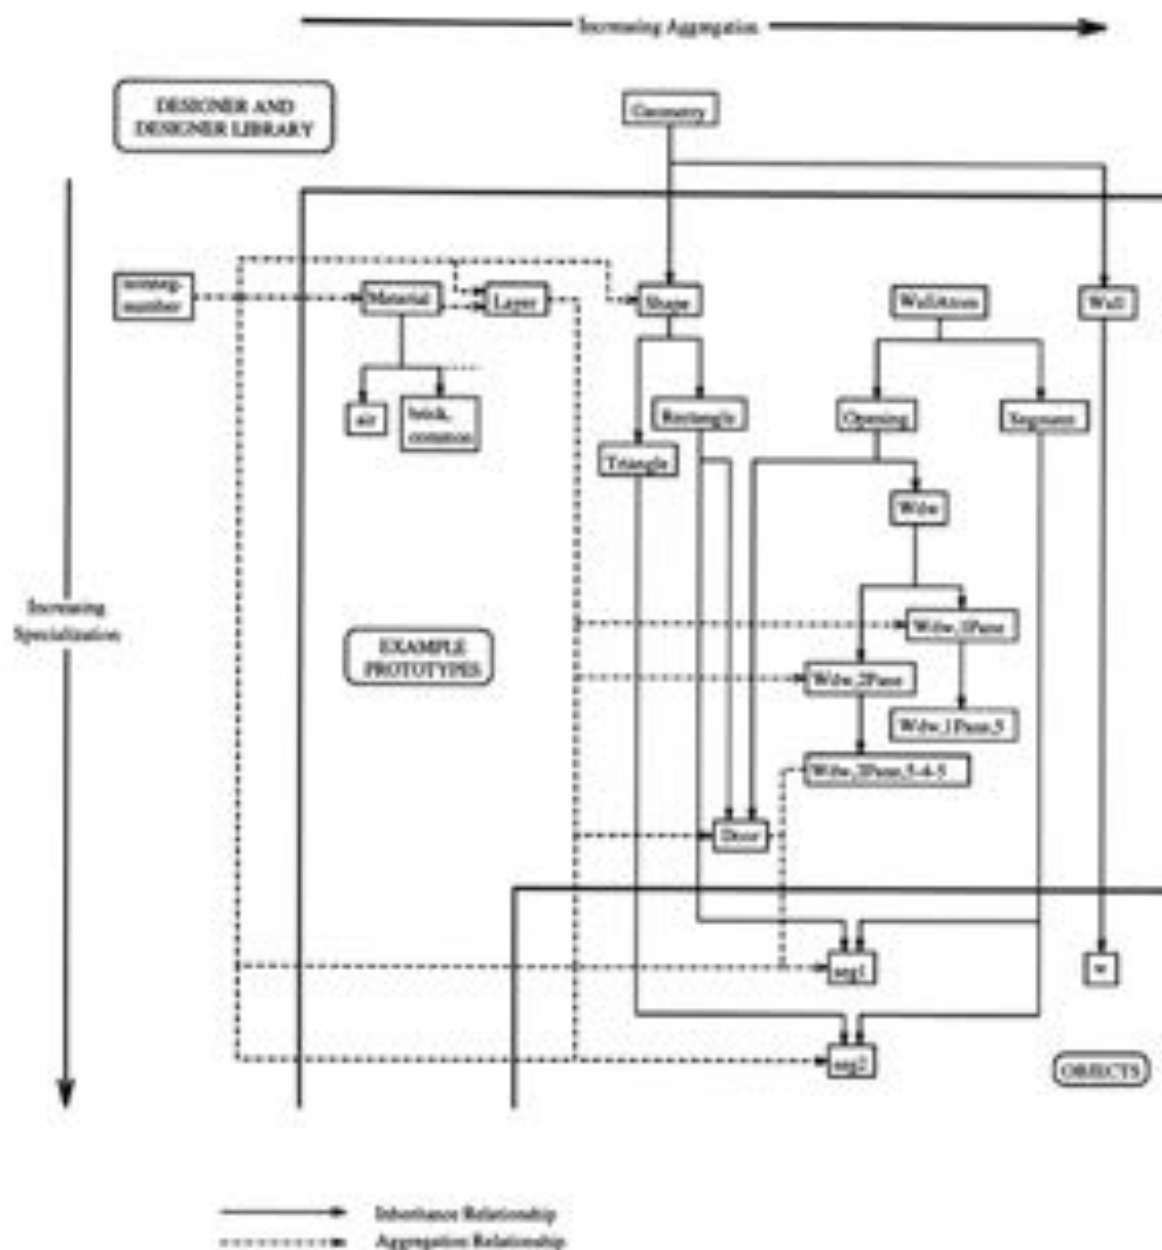 Increasing Aggregation
DESIGNER AND
DESIGNER LIBRARY
Geometry
nonneg-
number
Material
Layer
Shape
WallAtom
Wall
air
brick,
common
Rectangle
Opening
Segment
Triangle
Wdw
Increasing
Specialization
EXAMPLE
PROTOTYPES
Wdw,1Pane
Wdw,2Pane
Wdw,1Pane,5
Wdw,2Pane,5-4-5
Door
seg1
w
seg2
OBJECTS
Inheritance Relationship
Aggregation Relationship